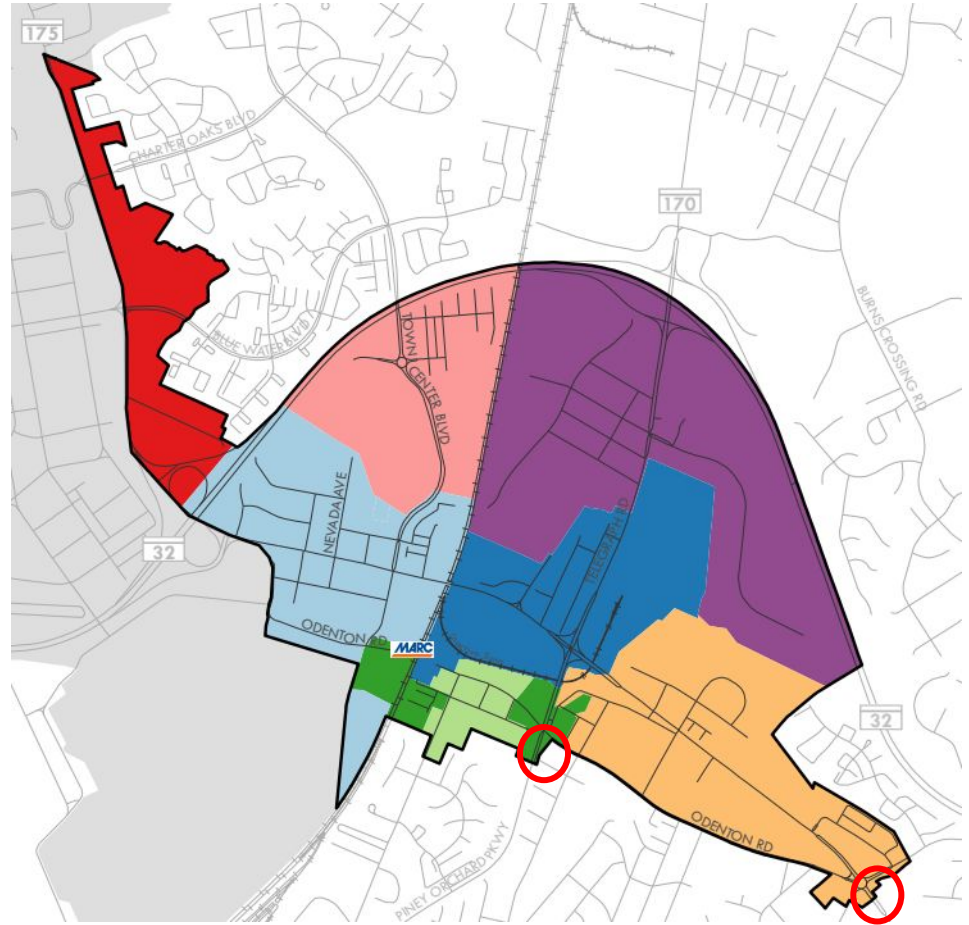 175
CHARTER OAKS BLVD
170
BLUE WATER BLVD
TOWN CENTER BLVD
BURNS CROSSING RD
NEVADA AVE
TELEGRAPH RD
32
ODENTON RD
MARC
32
ODENTON RD
PINEY ORCHARD PKWY